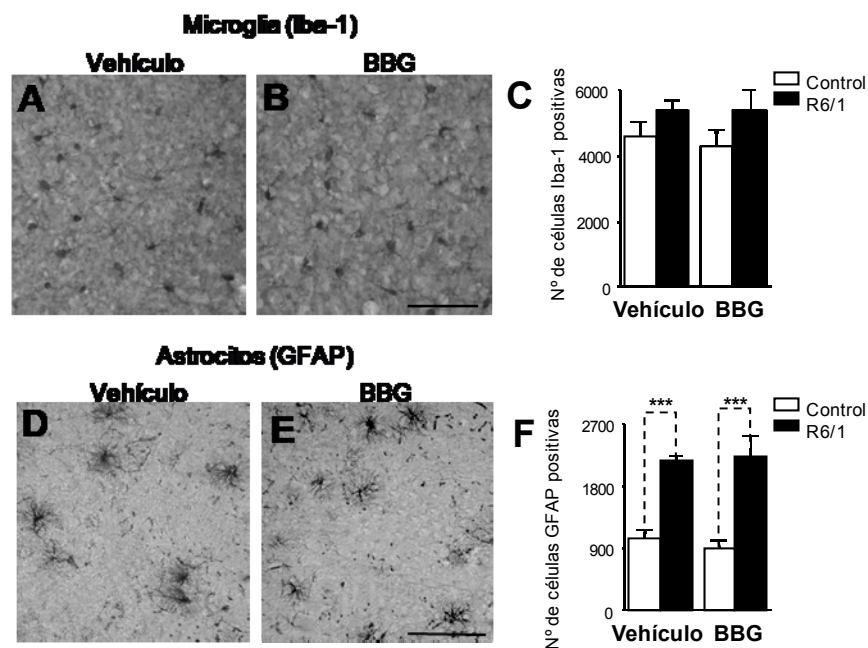 Microglia (Iba-1)
Vehículo BBG
A
B
C
Nº de células Iba-1 positivas
6000
4000
2000
0
Vehículo BBG
Control
R6/1
Astrocitos (GFAP)
Vehículo BBG
D
E
F
Nº de células GFAP positivas
2700
1800
900
0
*** ***
Vehículo BBG
Control
R6/1